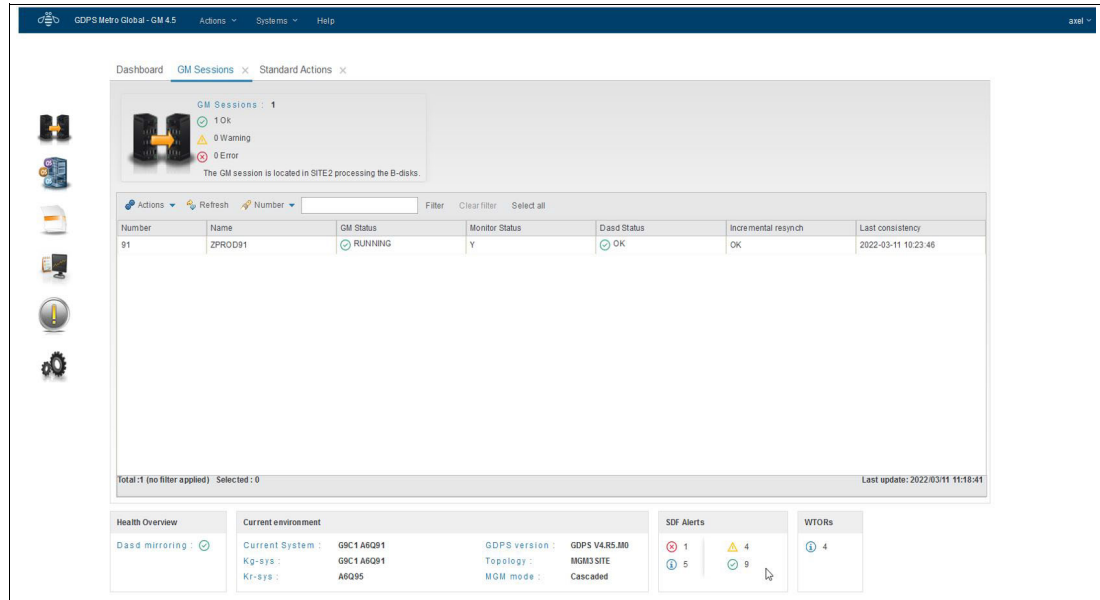 GDPS Metro Global - GM 4.5 Actions Systems Help axel
Dashboard GM Sessions × Standard Actions ×
GM Sessions : 1
1 Ok
0 Warning
0 Error
The GM session is located in SITE2 processing the B-disks.
Actions Refresh Number Filter Clear filter Select all
Number Name GM Status Monitor Status Dasd Status Incremental resynch Last consistency
91 ZPROD91 RUNNING Y OK OK 2022-03-11 10:23:46
Total :1 (no filter applied) Selected : 0 Last update: 2022/03/11 11:18:41
Health Overview Current environment SDF Alerts WTORs
Dasd mirroring : Current System : G9C1 A6Q91 GDPS version : GDPS V4.R5.M0 1 4 4
Kg-sys : G9C1 A6Q91 Topology : MGM3 SITE 5 9
Kr-sys : A6Q95 MGM mode : Cascaded